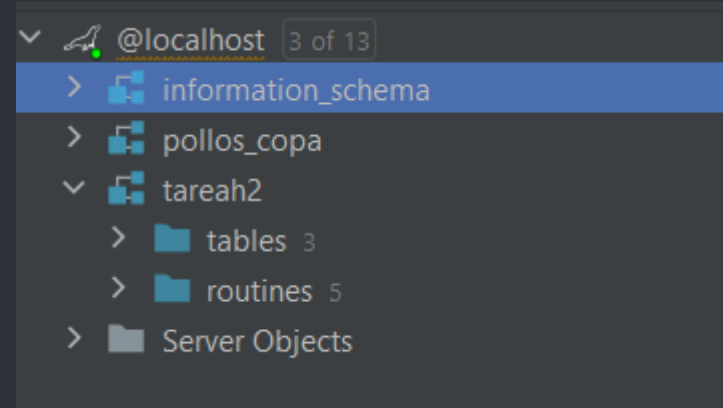 @localhost 3 of 13
information_schema
pollos_copa
tareah2
tables 3
routines 5
Server Objects